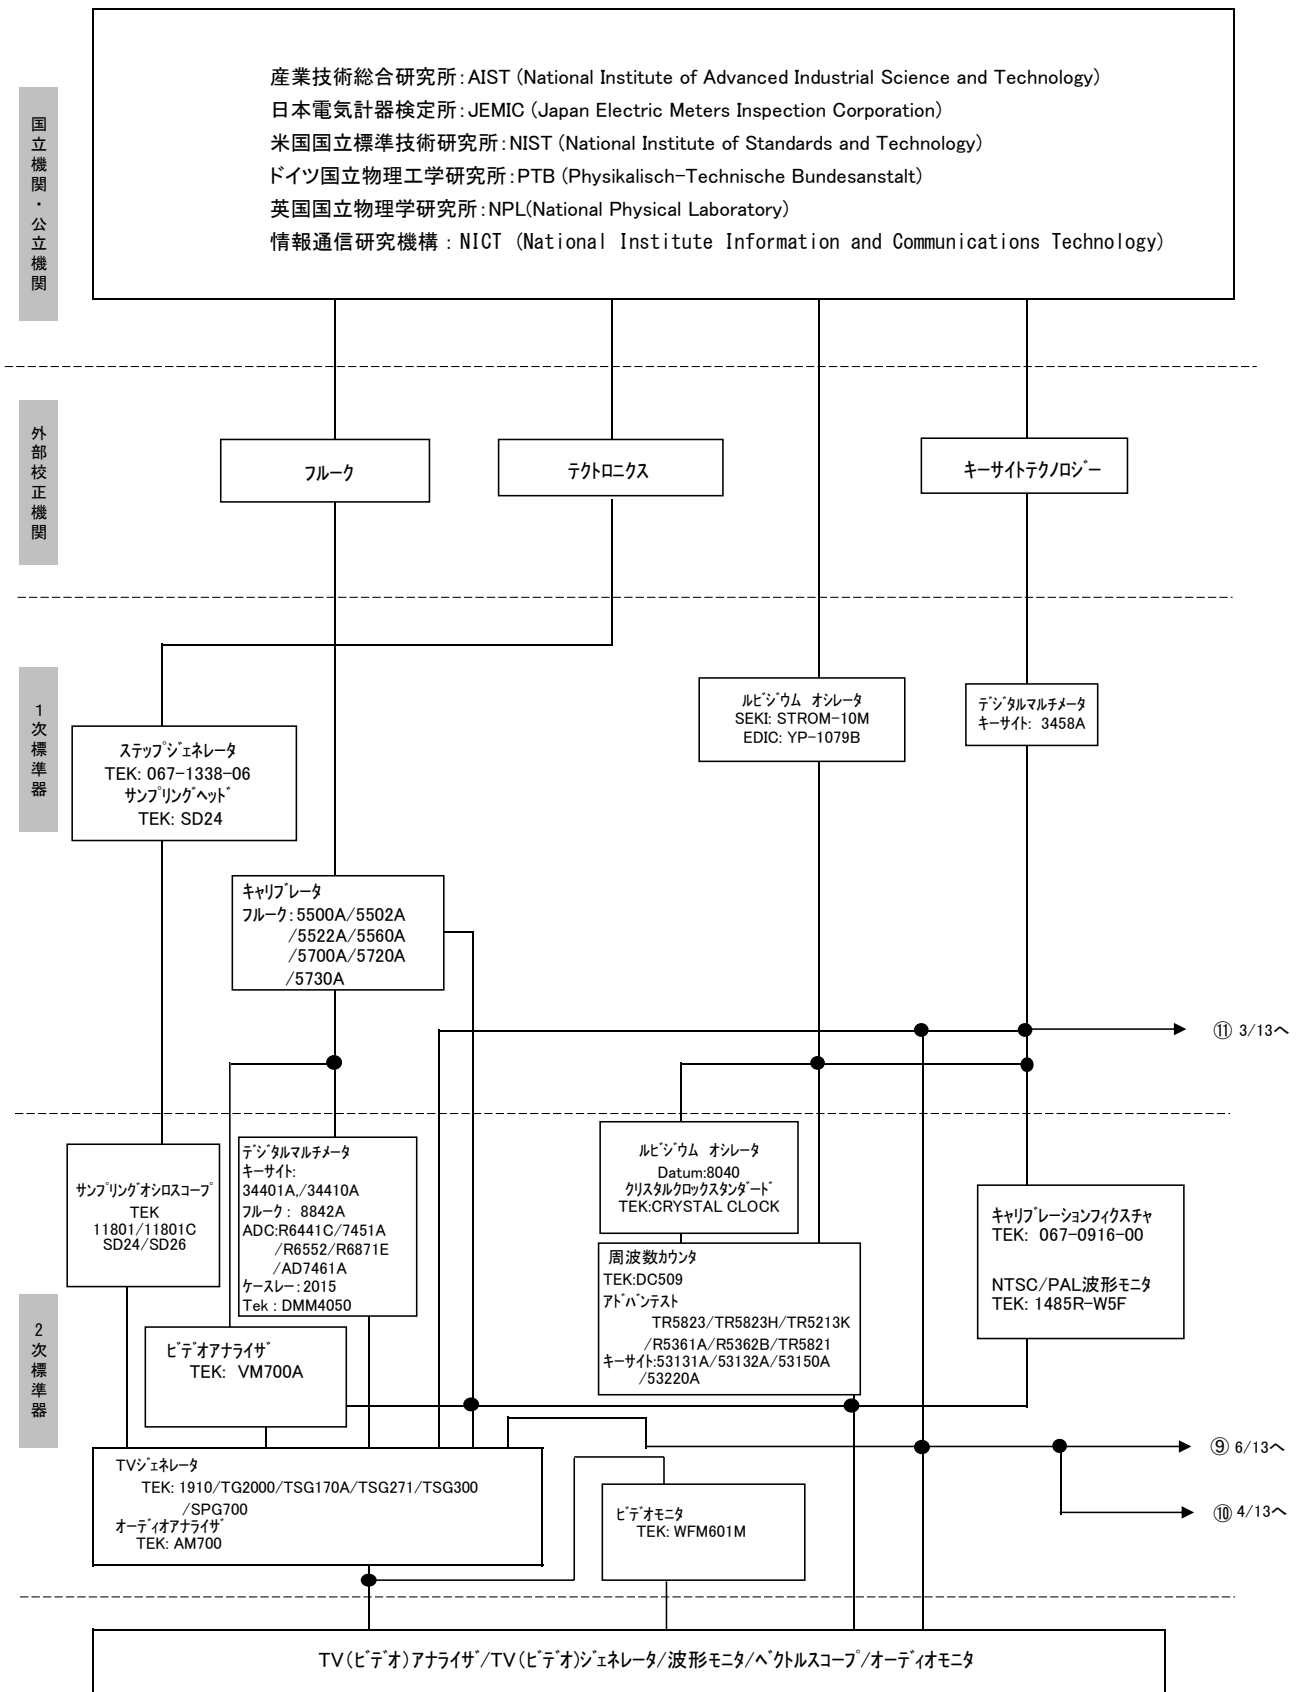 国立機関・公立機関
産業技術総合研究所：AIST (National Institute of Advanced Industrial Science and Technology)
日本電気計器検定所：JEMIC (Japan Electric Meters Inspection Corporation)
米国国立標準技術研究所：NIST (National Institute of Standards and Technology)
ドイツ国立物理工学研究所：PTB (Physikalisch-Technische Bundesanstalt)
英国国立物理学研究所：NPL(National Physical Laboratory)
情報通信研究機構：NICT (National Institute Information and Communications Technology)
外部校正機関
ﾌﾙｰｸ
ﾃｸﾄﾛﾆｸｽ
ｷｰｻｲﾄﾃｸﾉﾛｼﾞｰ
1次標準器
ｽﾃｯﾌﾟｼﾞｪﾈﾚｰﾀ
TEK: 067-1338-06
ｻﾝﾌﾟﾘﾝｸﾞﾍｯﾄﾞ
TEK: SD24
ﾙﾋﾞｼﾞｳﾑ ｵｼﾚｰﾀ
SEKI: STROM-10M
EDIC: YP-1079B
ﾃﾞｼﾞﾀﾙﾏﾙﾁﾒｰﾀ
ｷｰｻｲﾄ: 3458A
ｷｬﾘﾌﾞﾚｰﾀ
ﾌﾙｰｸ：5500A/5502A
/5522A/5560A
/5700A/5720A
/5730A
⑪ 3/13へ
2次標準器
ｻﾝﾌﾟﾘﾝｸﾞｵｼﾛｽｺｰﾌﾟ
TEK
11801/11801C
SD24/SD26
ﾃﾞｼﾞﾀﾙﾏﾙﾁﾒｰﾀ
ｷｰｻｲﾄ:
34401A,/34410A
ﾌﾙｰｸ： 8842A
ADC:R6441C/7451A
/R6552/R6871E
/AD7461A
ｹｰｽﾚｰ：2015
Tek：DMM4050
ﾙﾋﾞｼﾞｳﾑ ｵｼﾚｰﾀ
Datum:8040
ｸﾘｽﾀﾙｸﾛｯｸｽﾀﾝﾀﾞｰﾄﾞ
TEK:CRYSTAL CLOCK
周波数ｶｳﾝﾀ
TEK:DC509
ｱﾄﾞﾊﾞﾝﾃｽﾄ
TR5823/TR5823H/TR5213K
/R5361A/R5362B/TR5821
ｷｰｻｲﾄ:53131A/53132A/53150A
/53220A
ｷｬﾘﾌﾞﾚｰｼｮﾝﾌｨｸｽﾁｬ
TEK: 067-0916-00
NTSC/PAL波形ﾓﾆﾀ
TEK: 1485R-W5F
ﾋﾞﾃﾞｵｱﾅﾗｲｻﾞ
TEK: VM700A
TVｼﾞｪﾈﾚｰﾀ
TEK: 1910/TG2000/TSG170A/TSG271/TSG300
/SPG700
ｵｰﾃﾞｨｵｱﾅﾗｲｻﾞ
TEK: AM700
ﾋﾞﾃﾞｵﾓﾆﾀ
TEK: WFM601M
⑨ 6/13へ
⑩ 4/13へ
TV(ﾋﾞﾃﾞｵ)ｱﾅﾗｲｻﾞ/TV(ﾋﾞﾃﾞｵ)ｼﾞｪﾈﾚｰﾀ/波形ﾓﾆﾀ/ﾍﾞｸﾄﾙｽｺｰﾌﾟ/ｵｰﾃﾞｨｵﾓﾆﾀ